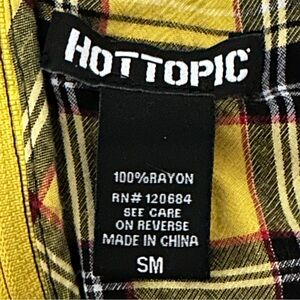 HOTTOPIC
100%RAYON
RN# 120684
SEE CARE
ON REVERSE
MADE IN CHINA
SM